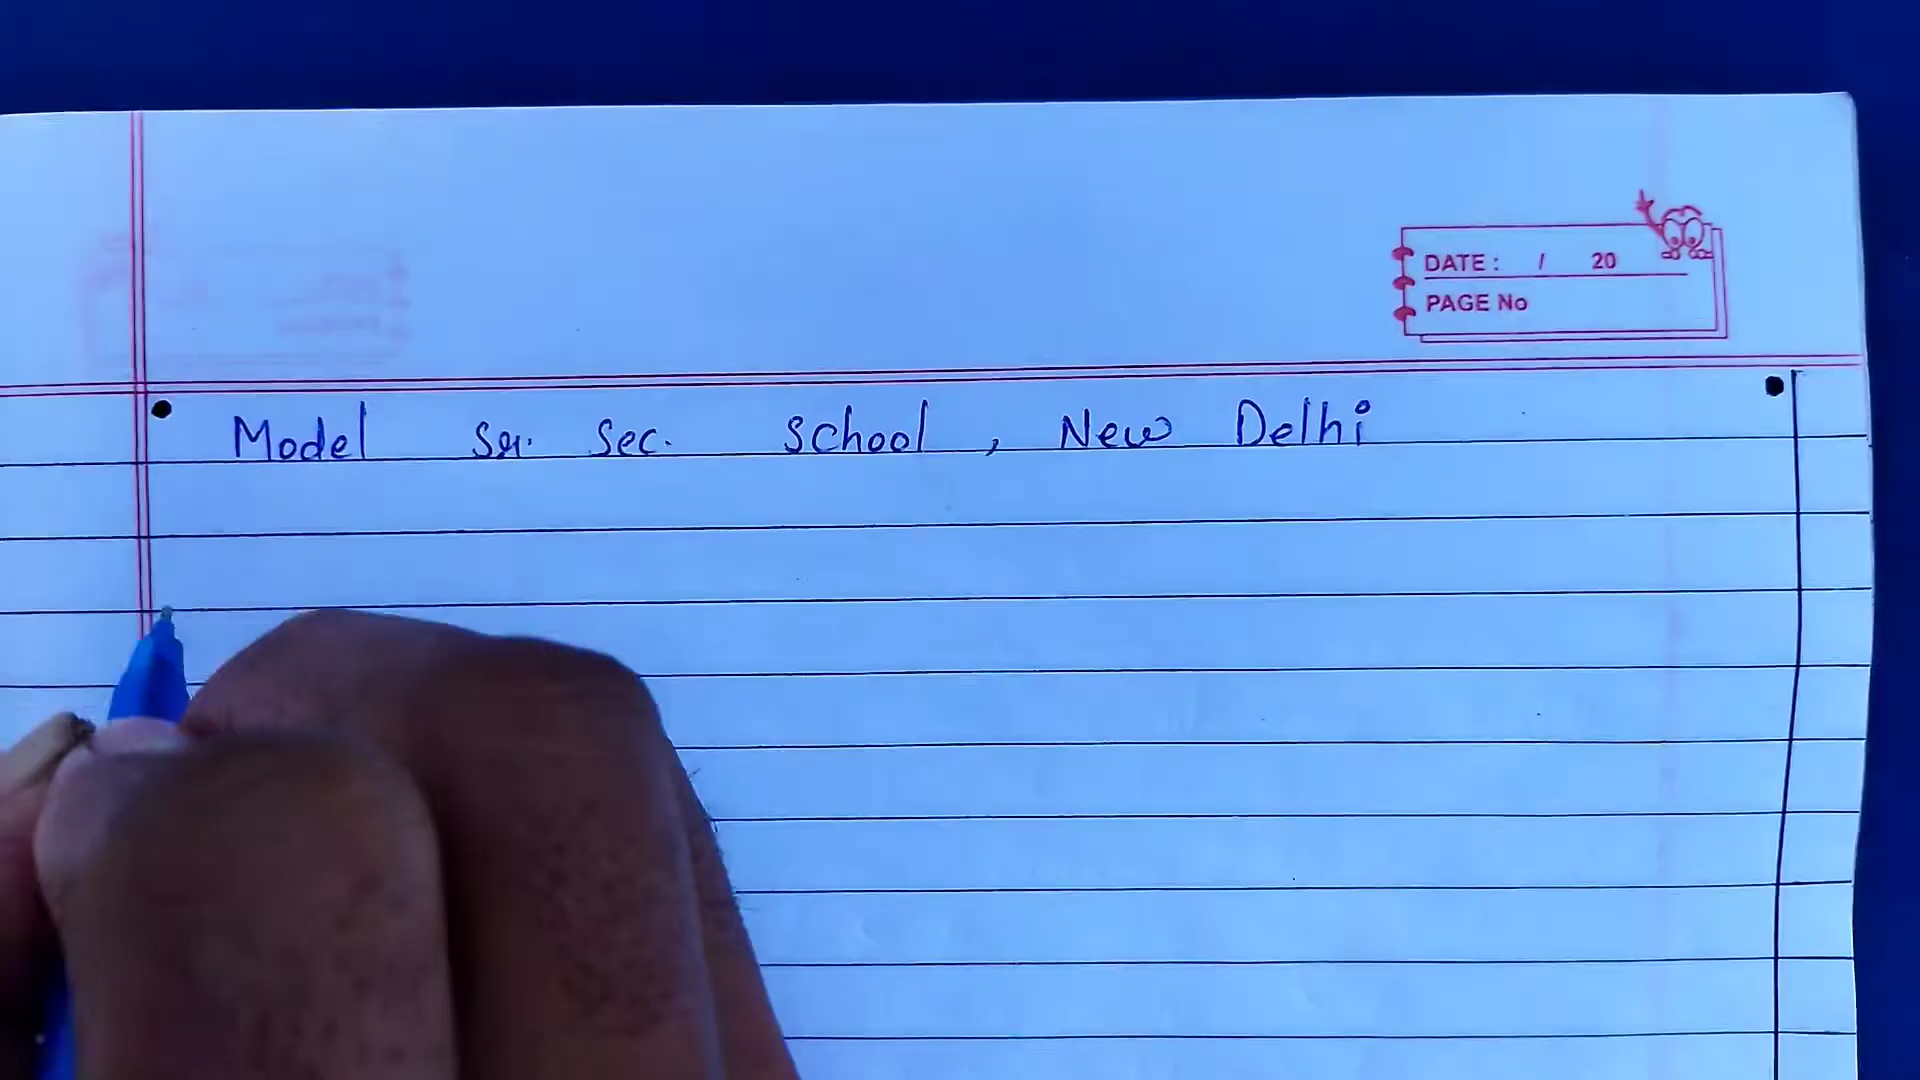 DATE : / 20
PAGE No
Model Sr. Sec. School , New Delhi